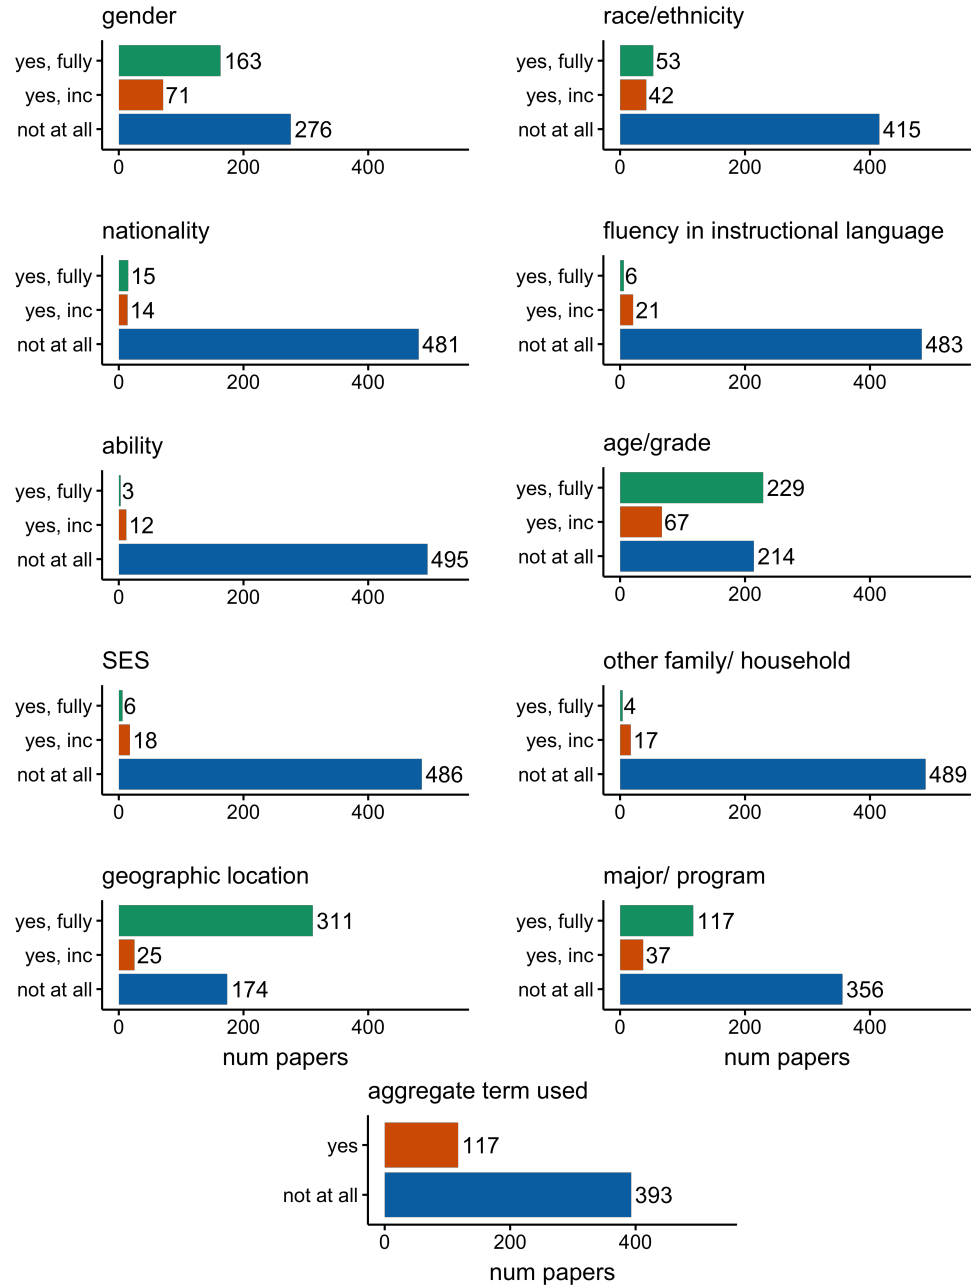 gender
yes, fully 163
yes, inc 71
not at all 276
0 200 400
race/ethnicity
yes, fully 53
yes, inc 42
not at all 415
0 200 400
nationality
yes, fully 15
yes, inc 14
not at all 481
0 200 400
fluency in instructional language
yes, fully 6
yes, inc 21
not at all 483
0 200 400
ability
yes, fully 3
yes, inc 12
not at all 495
0 200 400
age/grade
yes, fully 229
yes, inc 67
not at all 214
0 200 400
SES
yes, fully 6
yes, inc 18
not at all 486
0 200 400
other family/ household
yes, fully 4
yes, inc 17
not at all 489
0 200 400
geographic location
yes, fully 311
yes, inc 25
not at all 174
0 200 400
num papers
major/ program
yes, fully 117
yes, inc 37
not at all 356
0 200 400
num papers
aggregate term used
yes 117
not at all 393
0 200 400
num papers